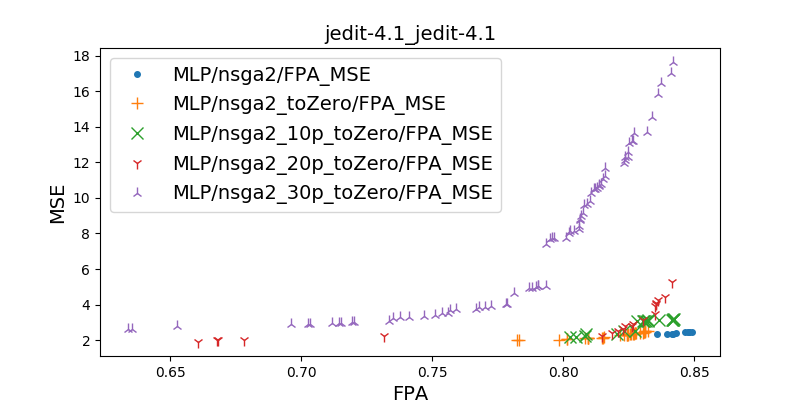 jedit-4.1_jedit-4.1
18
16
14
12
10
8
6
4
2
MSE
MLP/nsga2/FPA_MSE
MLP/nsga2_toZero/FPA_MSE
MLP/nsga2_10p_toZero/FPA_MSE
MLP/nsga2_20p_toZero/FPA_MSE
MLP/nsga2_30p_toZero/FPA_MSE
0.65 0.70 0.75 0.80 0.85
FPA